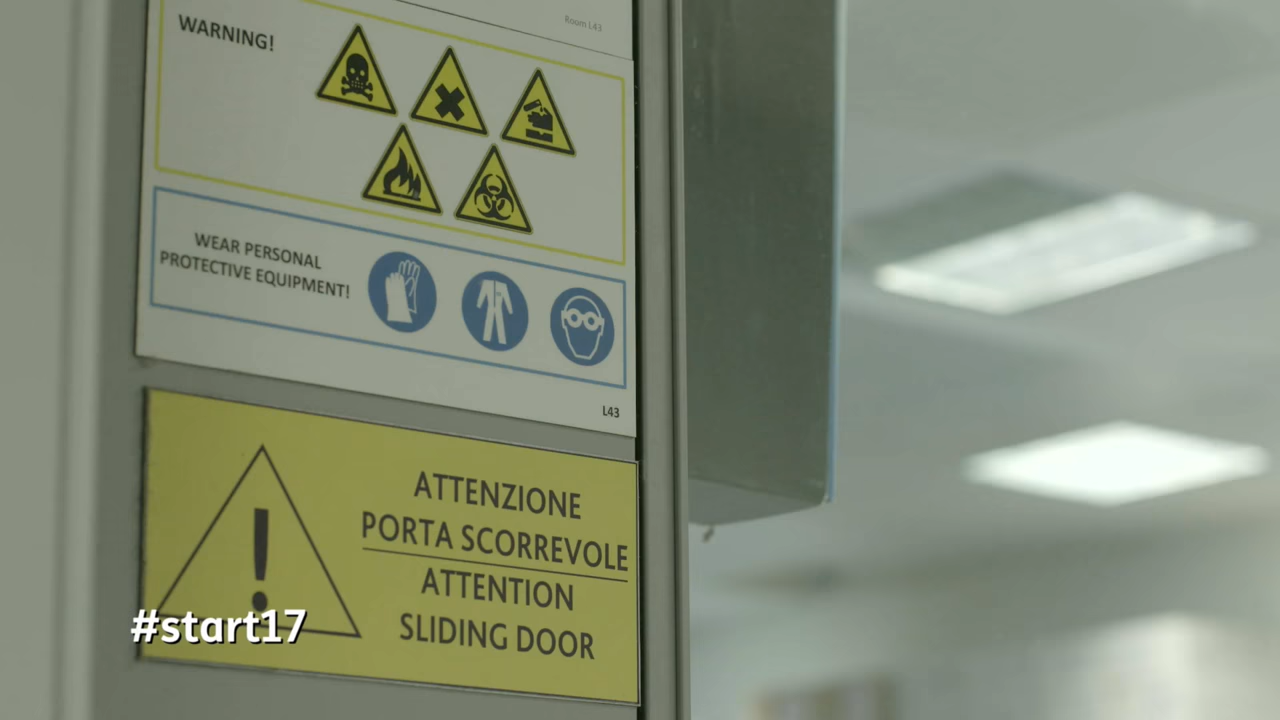 Room L43
WARNING!
WEAR PERSONAL
PROTECTIVE EQUIPMENT!
L43
ATTENZIONE
PORTA SCORREVOLE
ATTENTION
SLIDING DOOR
#start17